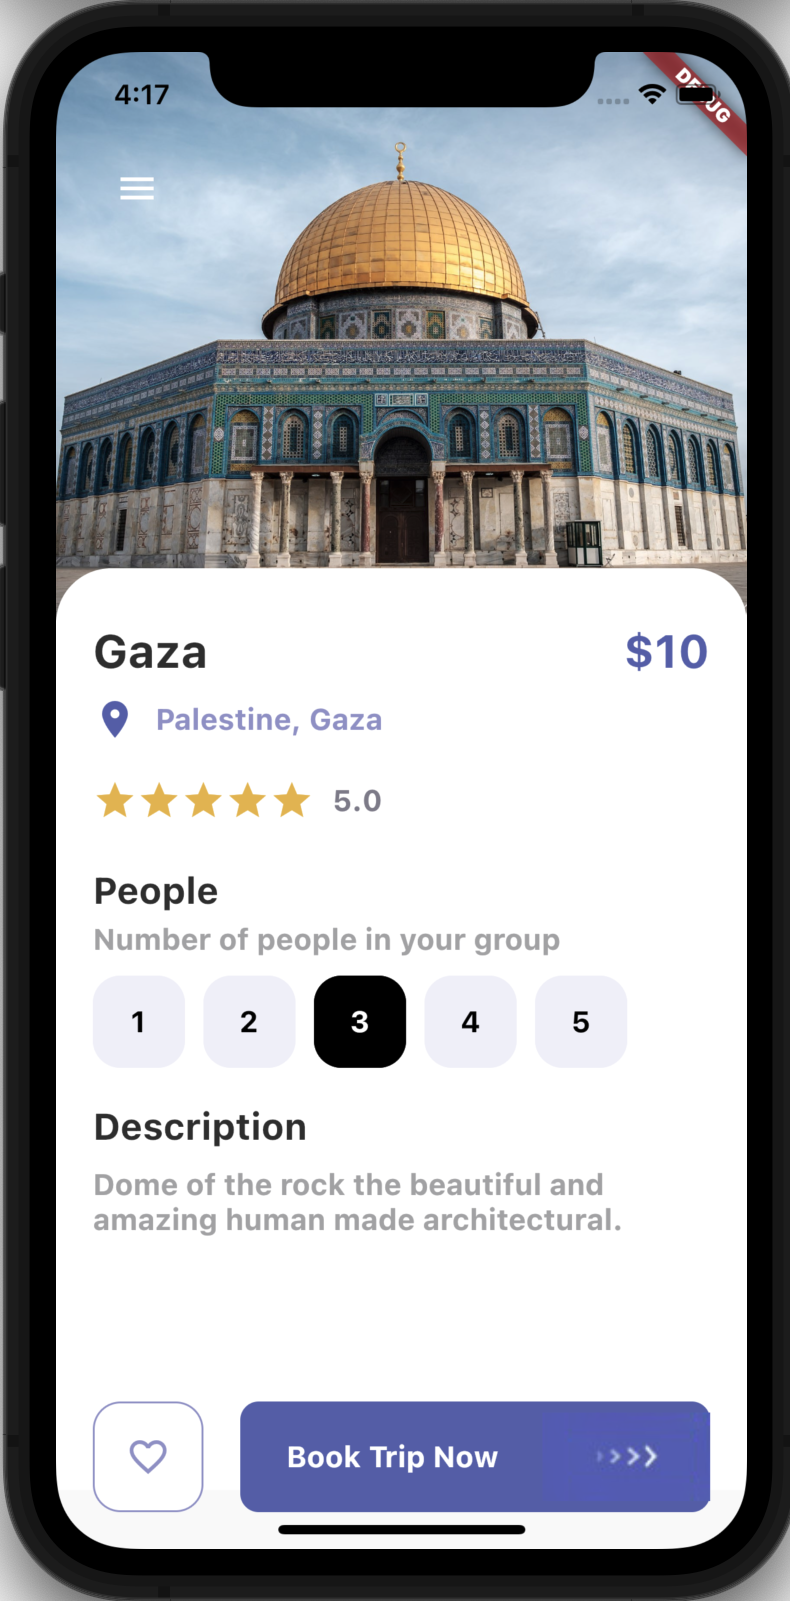 4:17
Gaza
$10
Palestine, Gaza
5.0
People
Number of people in your group
1 2 3 4 5
Description
Dome of the rock the beautiful and
amazing human made architectural.
Book Trip Now